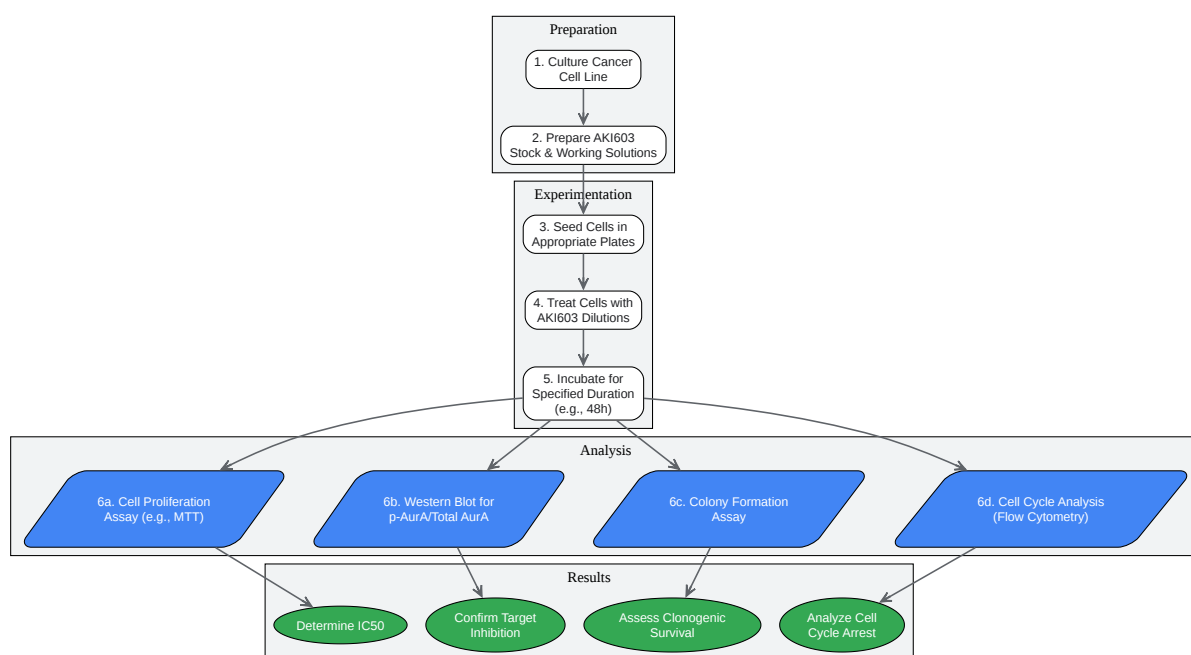 Preparation
1. Culture Cancer
Cell Line
2. Prepare AKI603
Stock & Working Solutions
Experimentation
3. Seed Cells in
Appropriate Plates
4. Treat Cells with
AKI603 Dilutions
5. Incubate for
Specified Duration
(e.g., 48h)
Analysis
6a. Cell Proliferation
Assay (e.g., MTT)
6b. Western Blot for
p-AurA/Total AurA
6c. Colony Formation
Assay
6d. Cell Cycle Analysis
(Flow Cytometry)
Results
Determine IC50
Confirm Target
Inhibition
Assess Clonogenic
Survival
Analyze Cell
Cycle Arrest